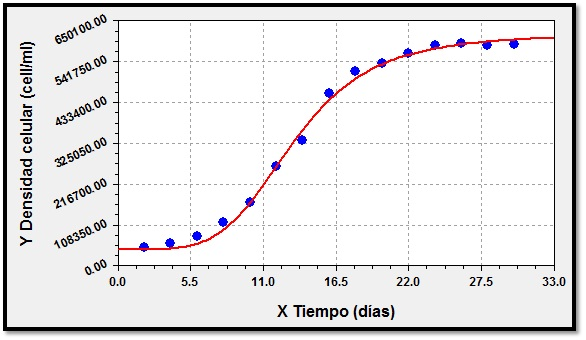 Y Densidad celular (cell/ml)
650100.00
541750.00
433400.00
325050.00
216700.00
108350.00
0.00
0.0 5.5 11.0 16.5 22.0 27.5 33.0
X Tiempo (días)